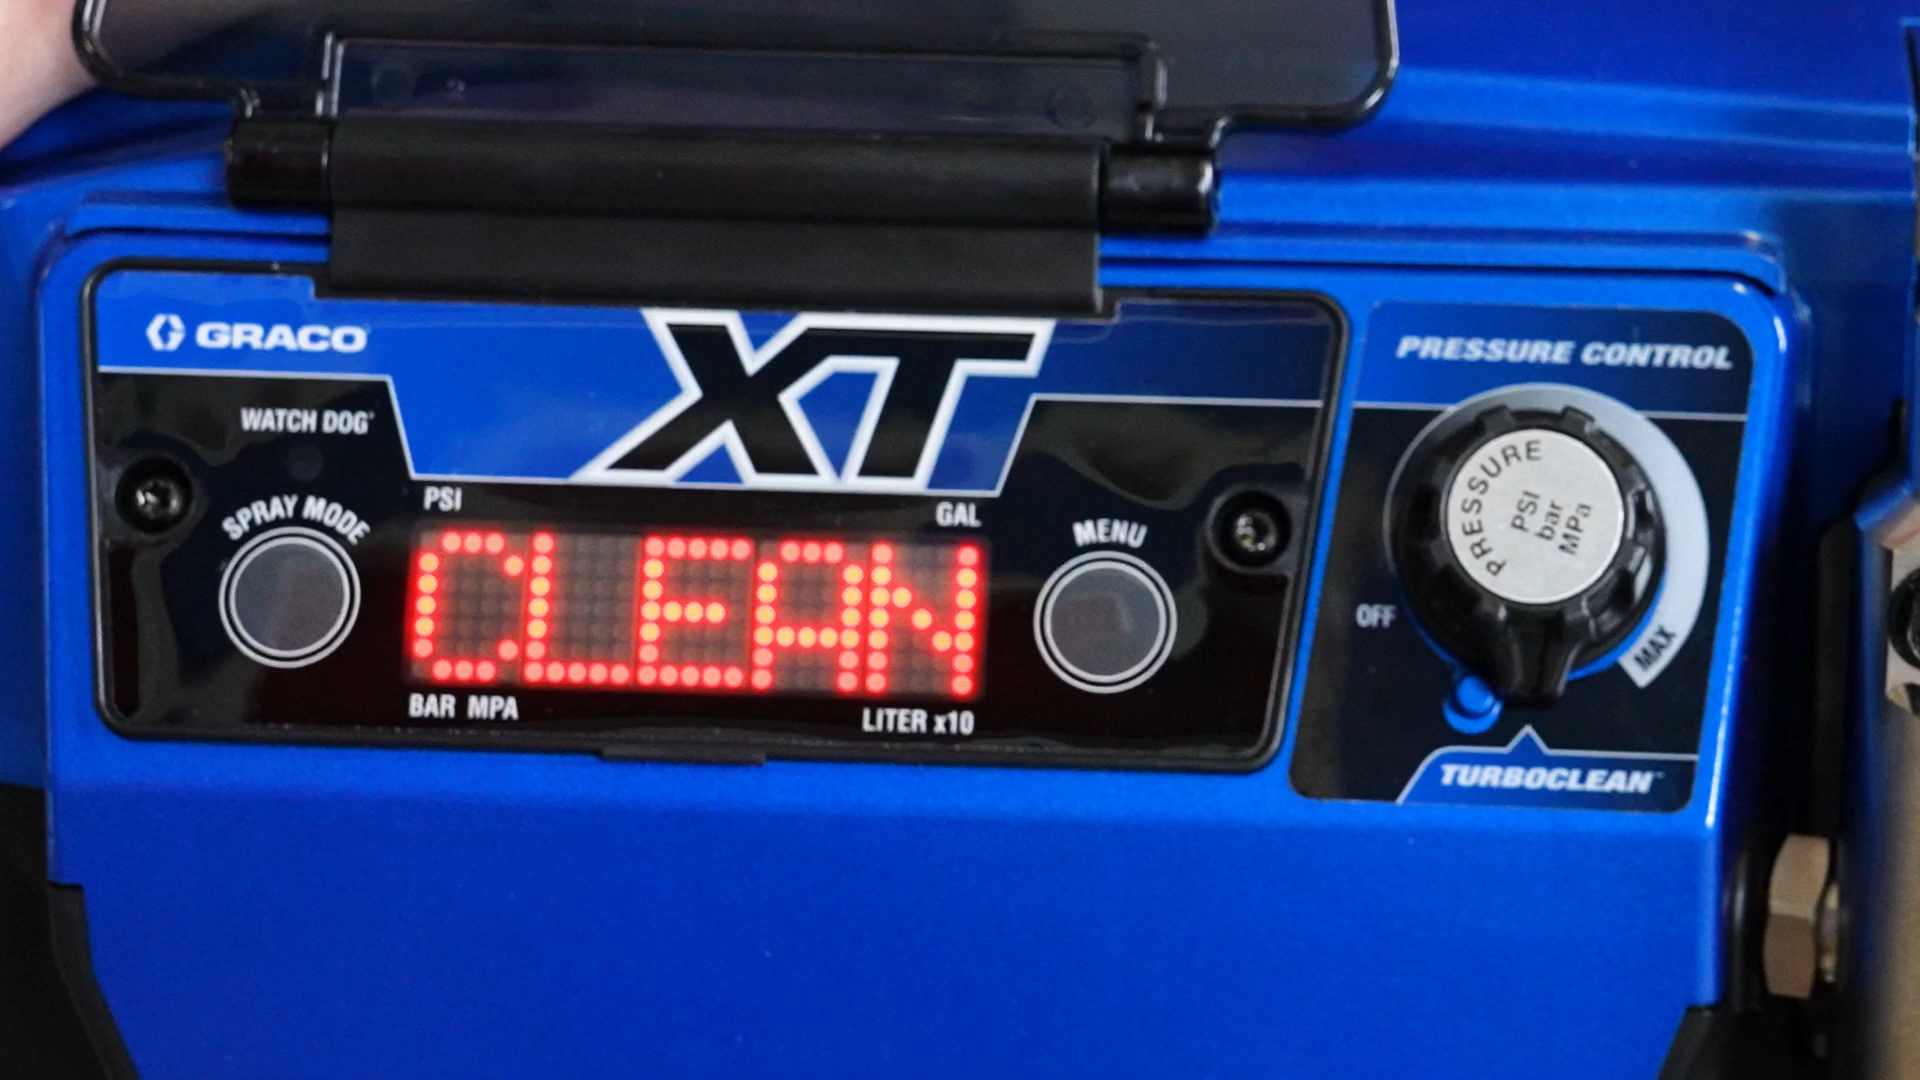 GRACO
XT
WATCH DOG
SPRAY MODE
PSI
GAL
MENU
CLEAN
BAR MPA
LITER x10
PRESSURE CONTROL
PRESSURE
PSI
bar
MPa
OFF
MAX
TURBOCLEAN™